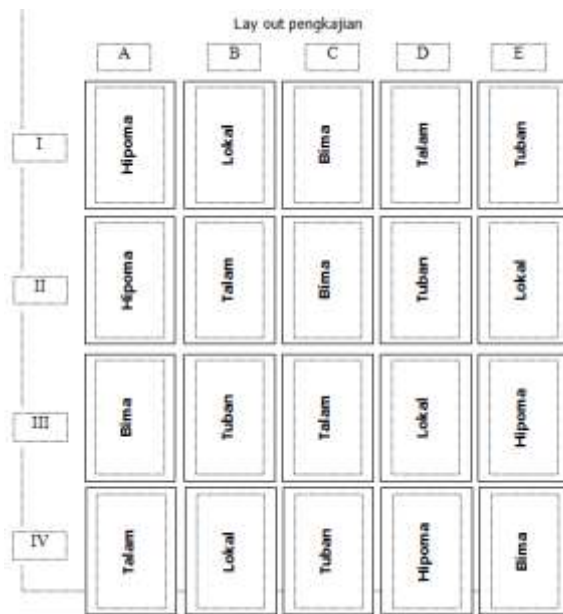 Lay out pengkajian
A B C D E
I Hipoma Lokal Bima Talam Tuban
II Hipoma Talam Bima Tuban Lokal
III Bima Tuban Talam Lokal Hipoma
IV Talam Lokal Tuban Hipoma Bima